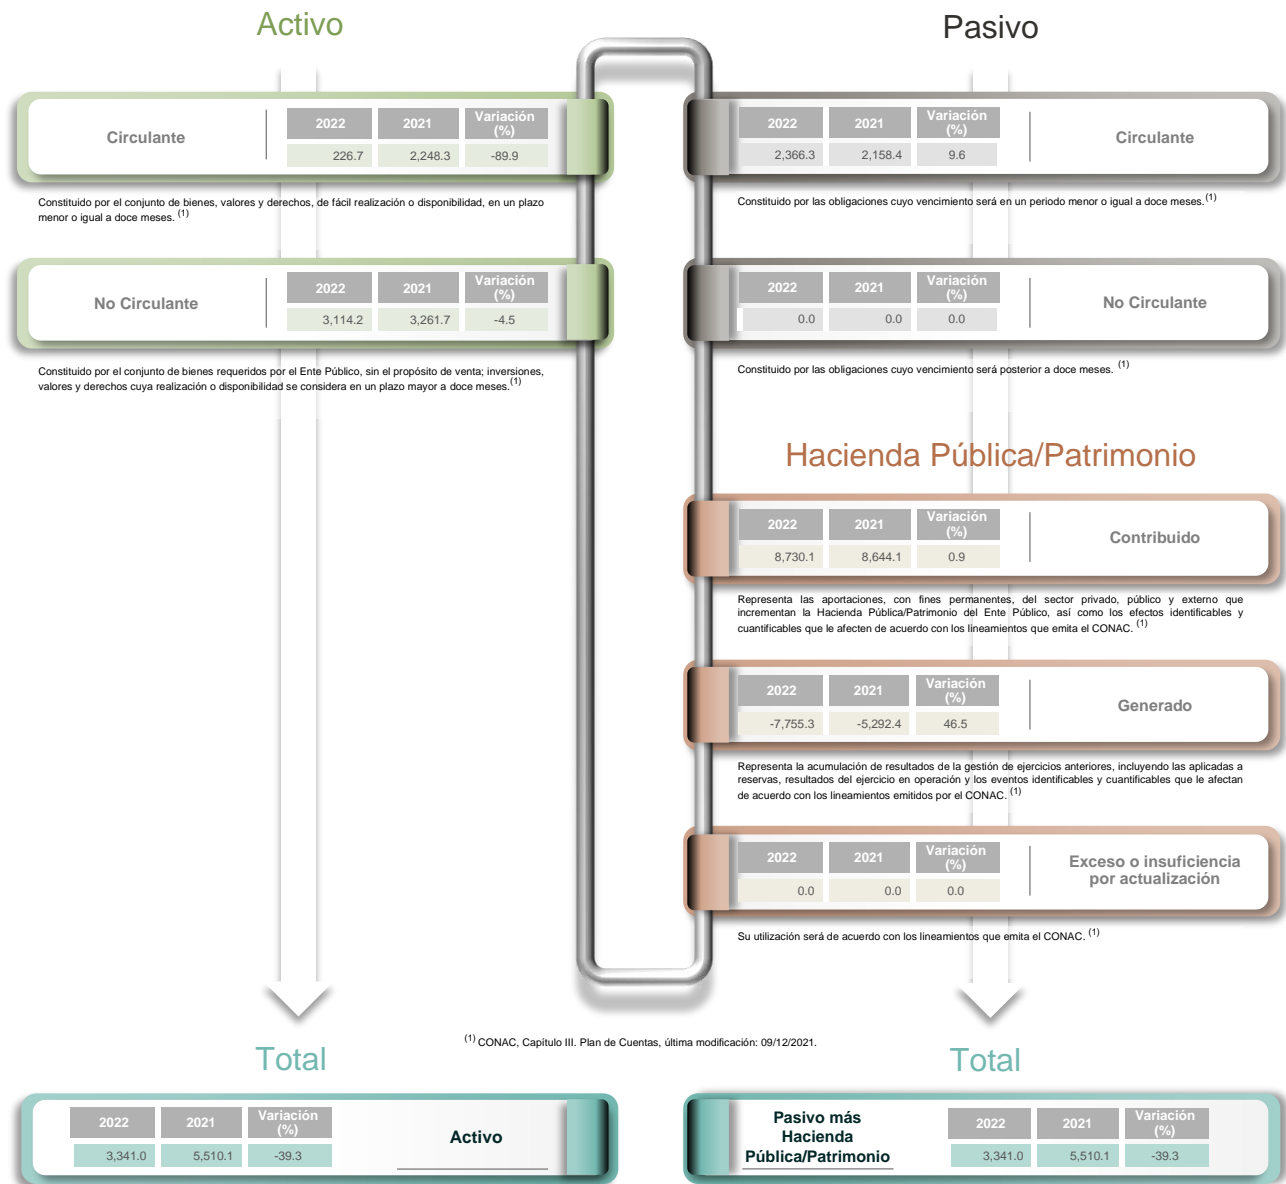 Activo
Circulante
2022 2021 Variación (%)
226.7 2,248.3 -89.9
Constituido por el conjunto de bienes, valores y derechos, de fácil realización o disponibilidad, en un plazo
menor o igual a doce meses. (1)
No Circulante
2022 2021 Variación (%)
3,114.2 3,261.7 -4.5
Constituido por el conjunto de bienes requeridos por el Ente Público, sin el propósito de venta; inversiones,
valores y derechos cuya realización o disponibilidad se considera en un plazo mayor a doce meses.(1)
Pasivo
2022 2021 Variación (%)
2,366.3 2,158.4 9.6
Circulante
Constituido por las obligaciones cuyo vencimiento será en un periodo menor o igual a doce meses.(1)
2022 2021 Variación (%)
0.0 0.0 0.0
No Circulante
Constituido por las obligaciones cuyo vencimiento será posterior a doce meses. (1)
Hacienda Pública/Patrimonio
2022 2021 Variación (%)
8,730.1 8,644.1 0.9
Contribuido
Representa las aportaciones, con fines permanentes, del sector privado, público y externo que
incrementan la Hacienda Pública/Patrimonio del Ente Público, así como los efectos identificables y
cuantificables que le afecten de acuerdo con los lineamientos que emita el CONAC. (1)
2022 2021 Variación (%)
-7,755.3 -5,292.4 46.5
Generado
Representa la acumulación de resultados de la gestión de ejercicios anteriores, incluyendo las aplicadas a
reservas, resultados del ejercicio en operación y los eventos identificables y cuantificables que le afectan
de acuerdo con los lineamientos emitidos por el CONAC. (1)
2022 2021 Variación (%)
0.0 0.0 0.0
Exceso o insuficiencia
por actualización
Su utilización será de acuerdo con los lineamientos que emita el CONAC. (1)
(1) CONAC, Capítulo III. Plan de Cuentas, última modificación: 09/12/2021.
Total
2022 2021 Variación (%)
3,341.0 5,510.1 -39.3
Activo
Total
Pasivo más
Hacienda
Pública/Patrimonio
2022 2021 Variación (%)
3,341.0 5,510.1 -39.3